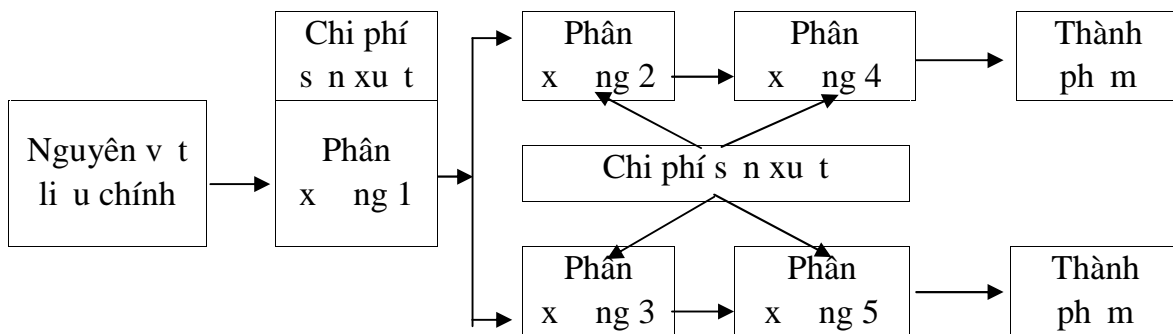 Chi phí
s n xu t
Phân
x ng 2
Phân
x ng 4
Thành
ph m
Nguyên v t
li u chính
Phân
x ng 1
Chi phí s n xu t
Phân
x ng 3
Phân
x ng 5
Thành
ph m